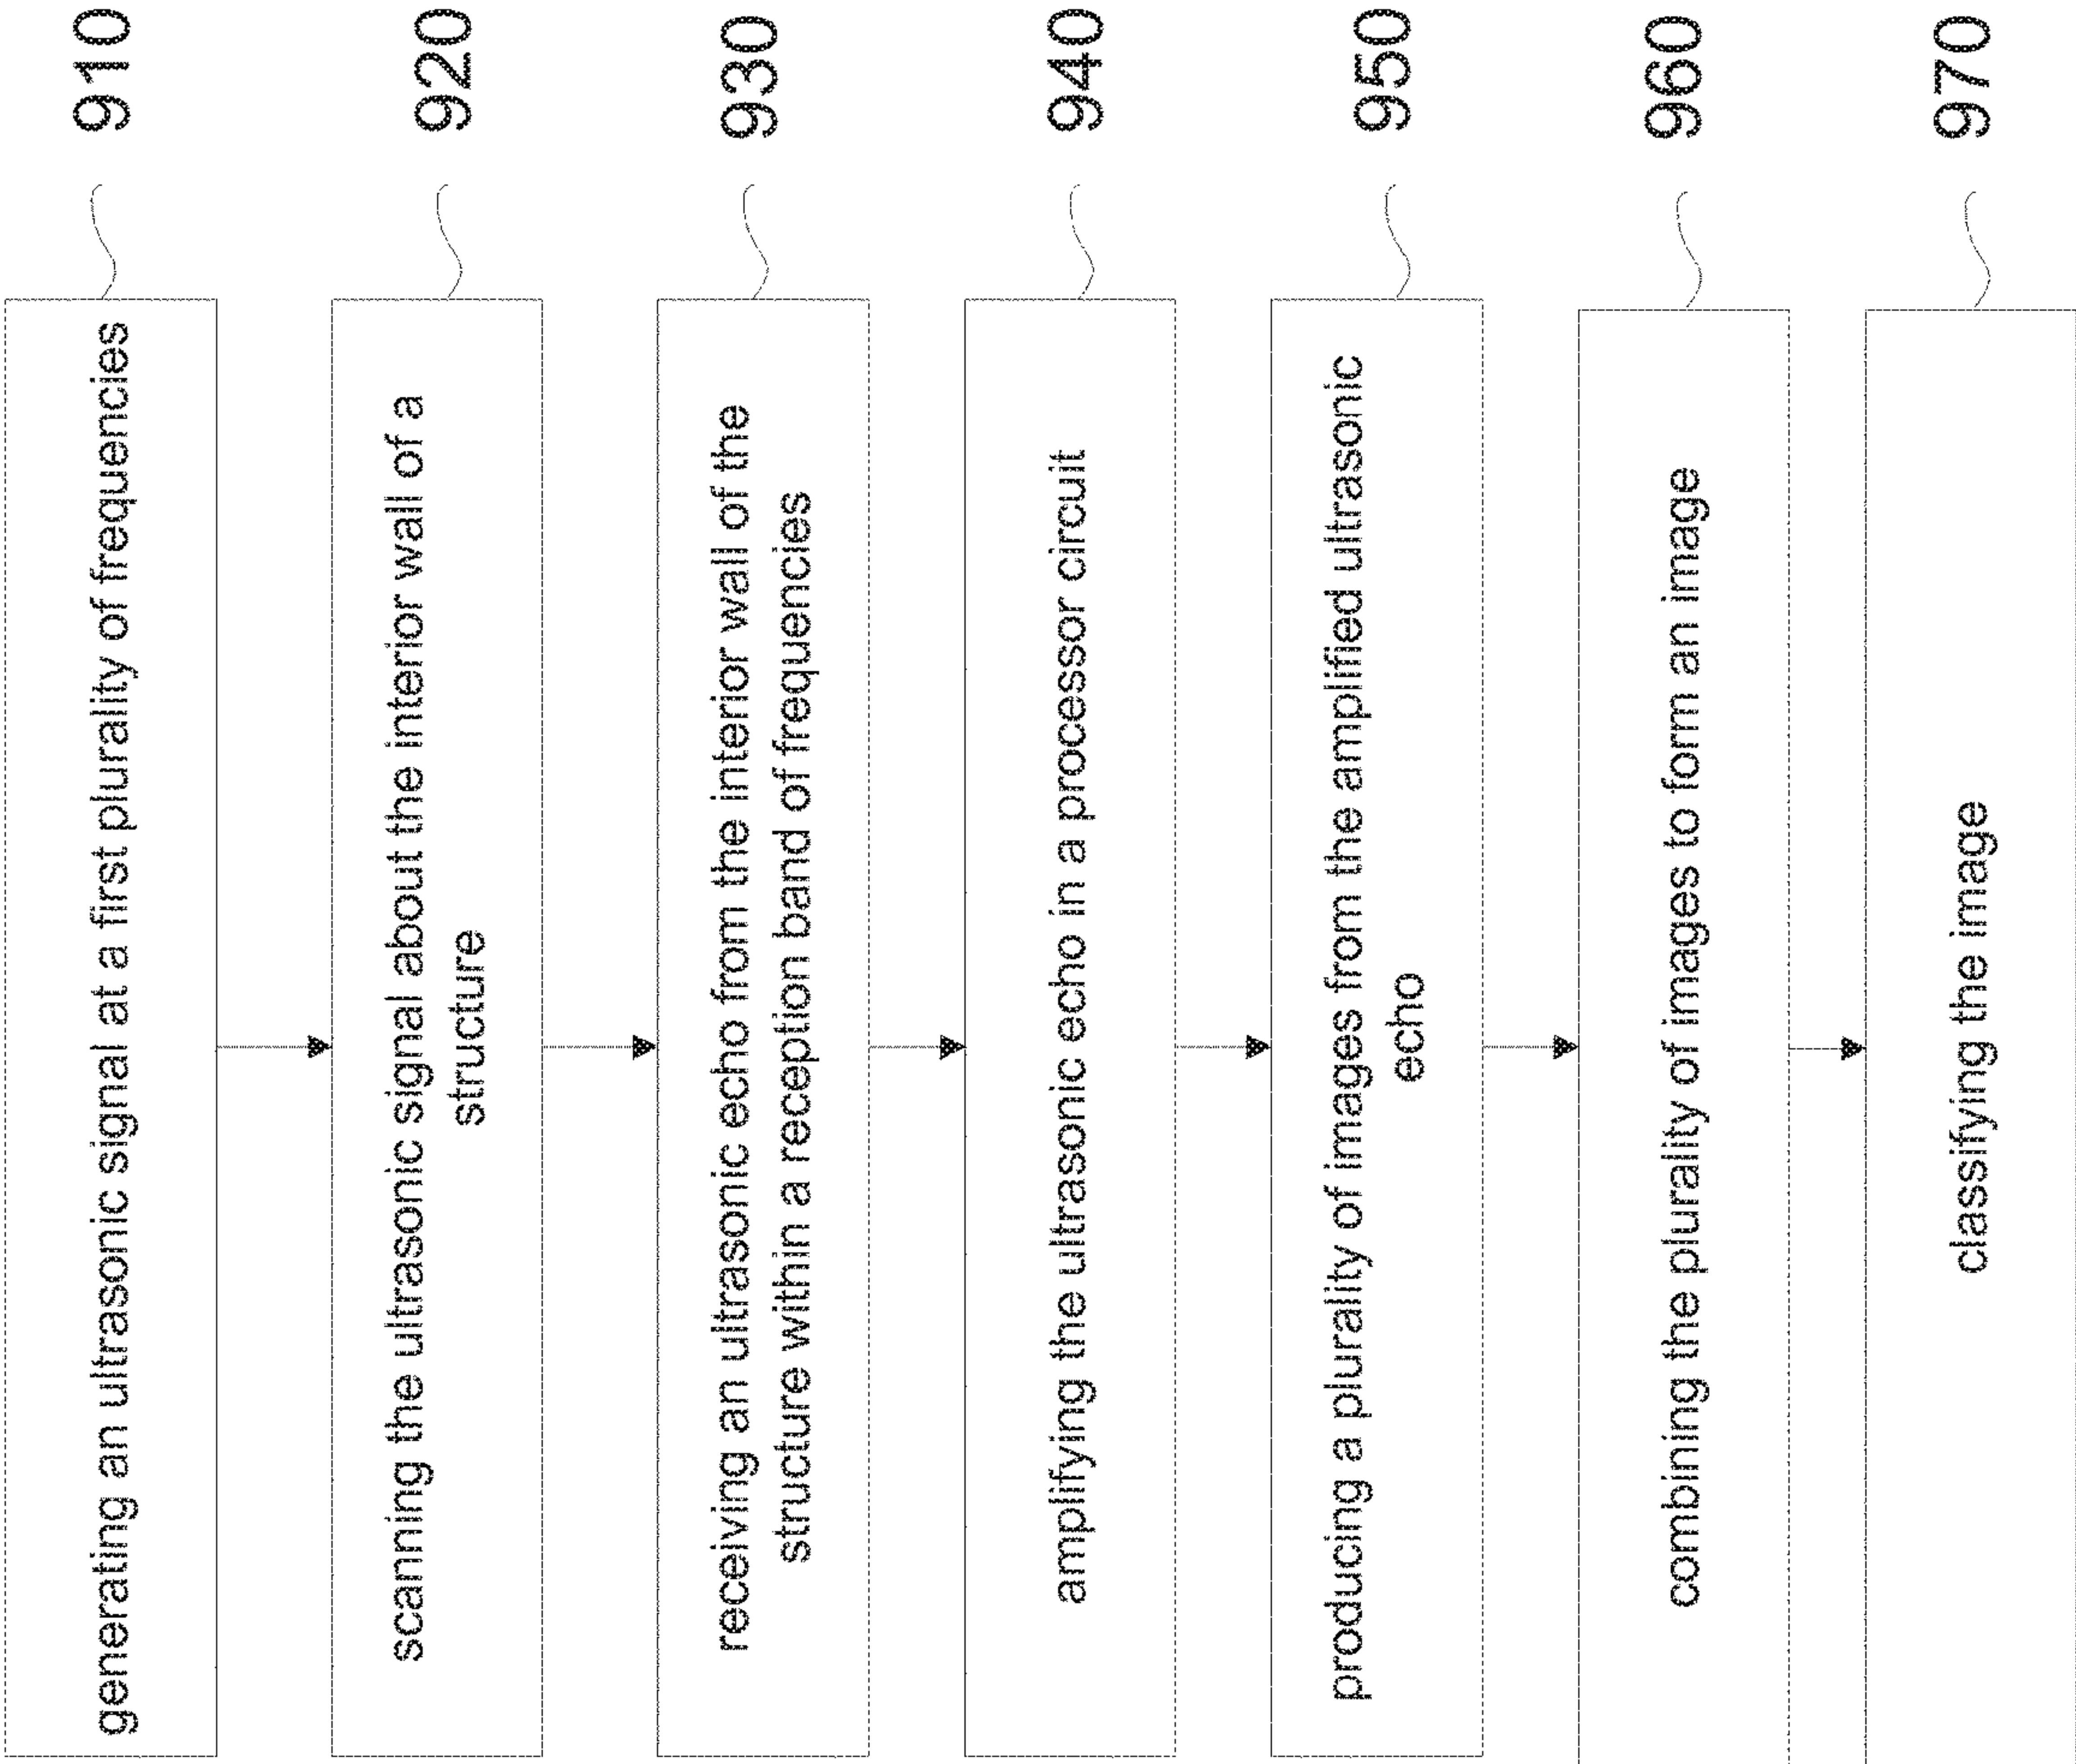 generating an ultrasonic signal at a first plurality of frequencies
910
scanning the ultrasonic signal about the interior wall of a
structure
920
receiving an ultrasonic echo from the interior wall of the
structure within a reception band of frequencies
930
amplifying the ultrasonic echo in a processor circuit
940
producing a plurality of images from the amplified ultrasonic
echo
950
combining the plurality of images to form an image
960
classifying the image
970